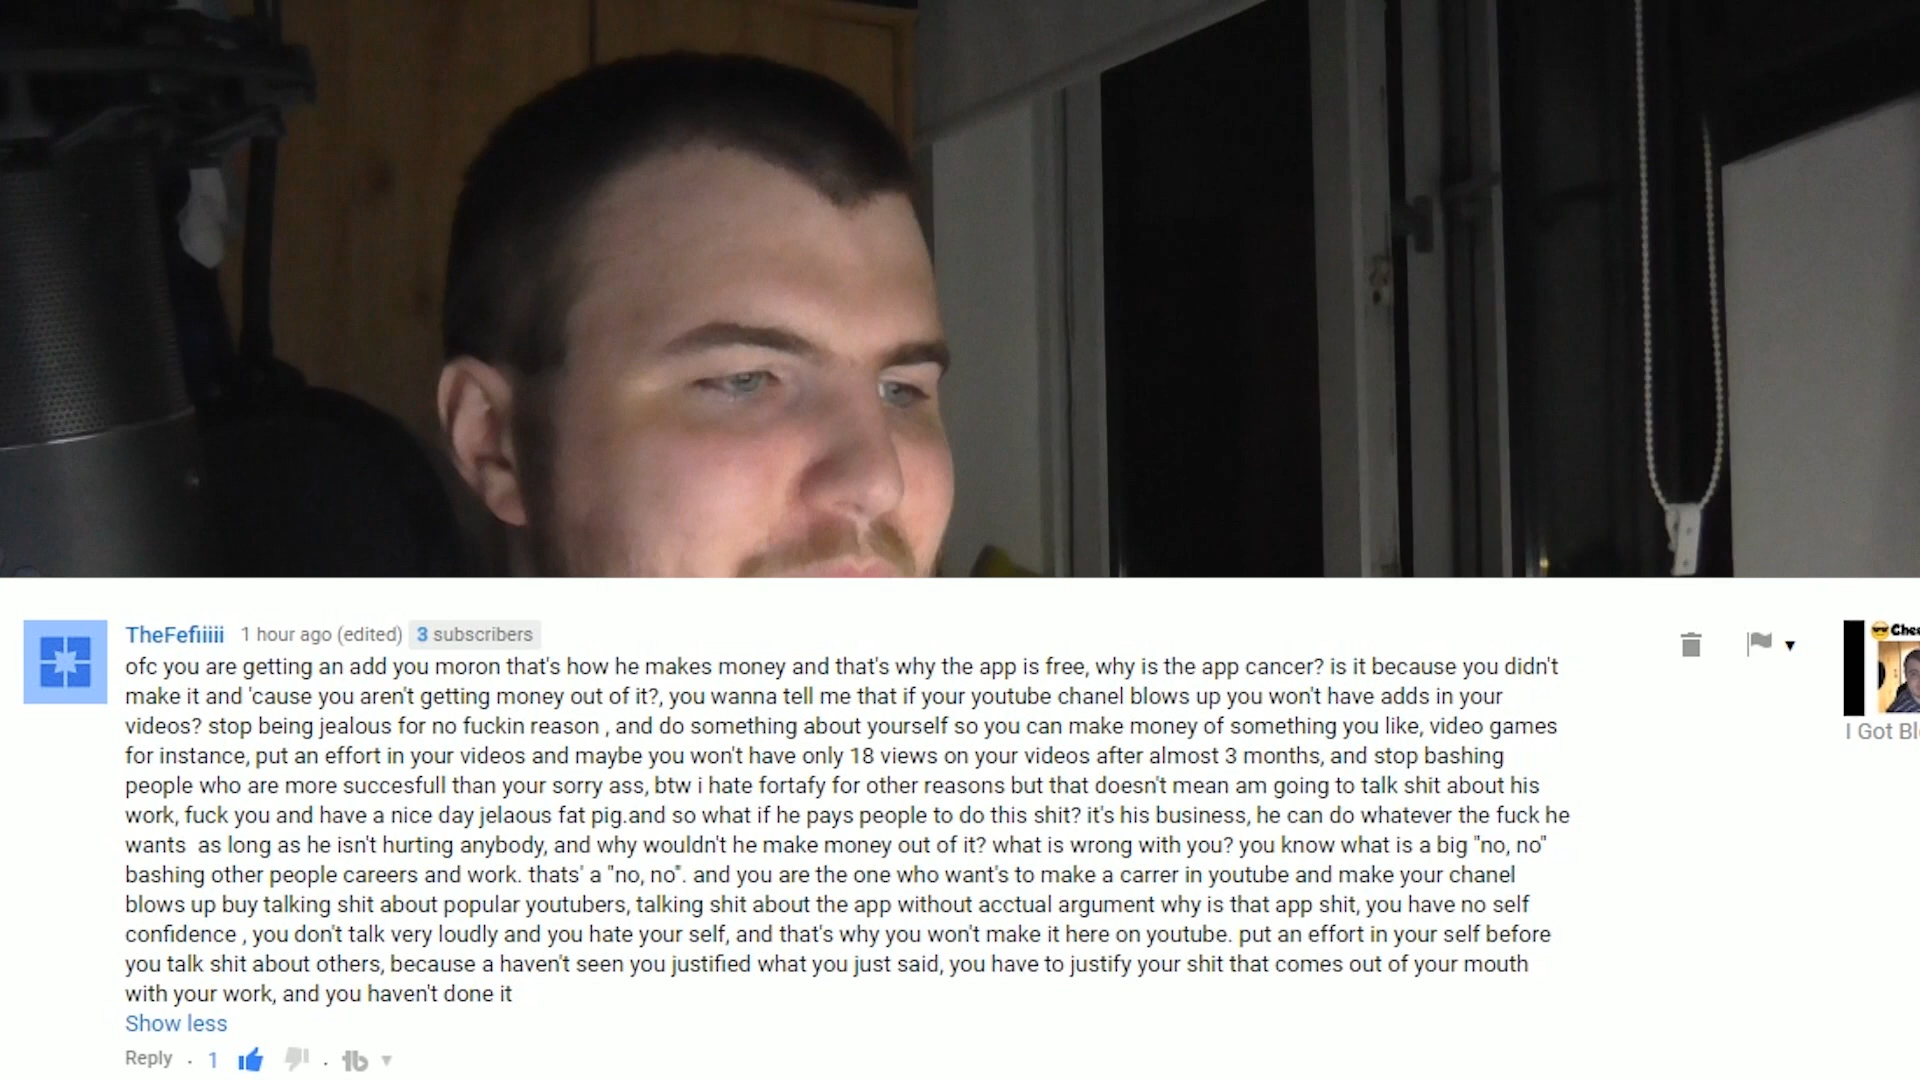 TheFefiiiii 1 hour ago (edited) 3 subscribers
ofc you are getting an add you moron that's how he makes money and that's why the app is free, why is the app cancer? is it because you didn't
make it and 'cause you aren't getting money out of it?, you wanna tell me that if your youtube chanel blows up you won't have adds in your
videos? stop being jealous for no fuckin reason , and do something about yourself so you can make money of something you like, video games
for instance, put an effort in your videos and maybe you won't have only 18 views on your videos after almost 3 months, and stop bashing
people who are more succesfull than your sorry ass, btw i hate fortafy for other reasons but that doesn't mean am going to talk shit about his
work, fuck you and have a nice day jelaous fat pig.and so what if he pays people to do this shit? it's his business, he can do whatever the fuck he
wants  as long as he isn't hurting anybody, and why wouldn't he make money out of it? what is wrong with you? you know what is a big "no, no"
bashing other people careers and work. thats' a "no, no". and you are the one who want's to make a carrer in youtube and make your chanel
blows up buy talking shit about popular youtubers, talking shit about the app without acctual argument why is that app shit, you have no self
confidence , you don't talk very loudly and you hate your self, and that's why you won't make it here on youtube. put an effort in your self before
you talk shit about others, because a haven't seen you justified what you just said, you have to justify your shit that comes out of your mouth
with your work, and you haven't done it
Show less
Reply . 1
I Got